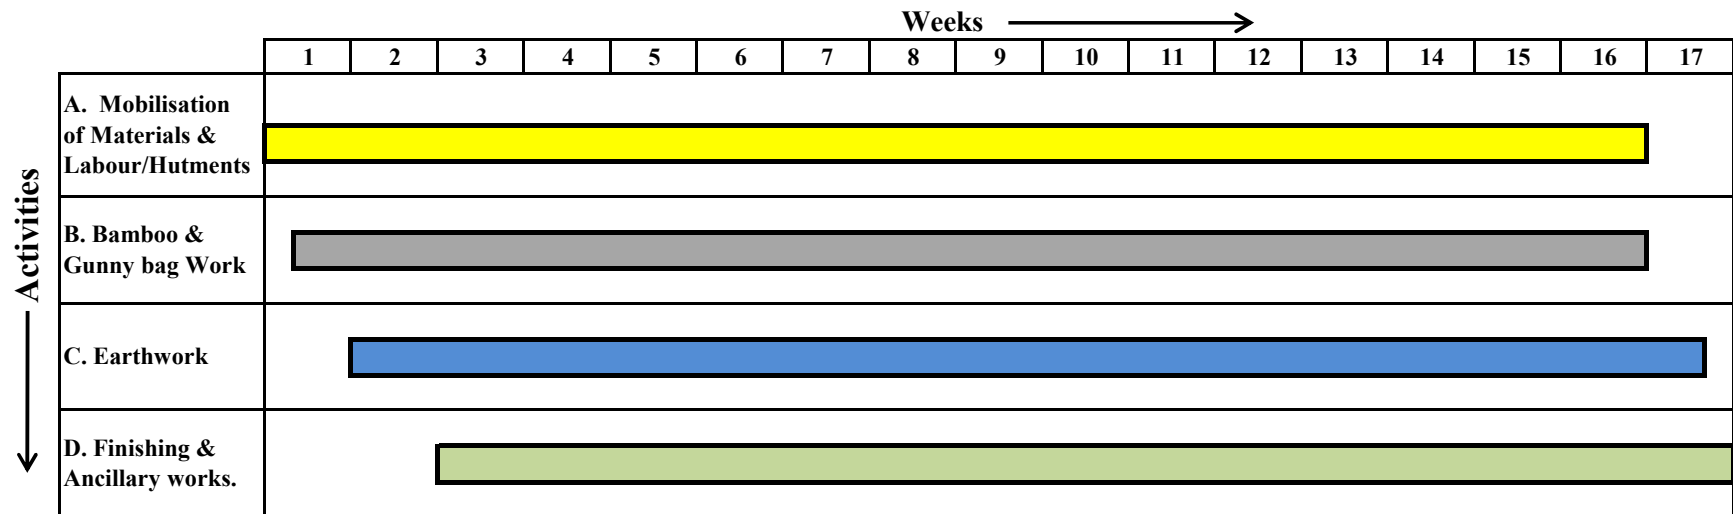 Weeks
1 2 3 4 5 6 7 8 9 10 11 12 13 14 15 16 17
Activities
A. Mobilisation
of Materials &
Labour/Hutments
B. Bamboo &
Gunny bag Work
C. Earthwork
D. Finishing &
Ancillary works.